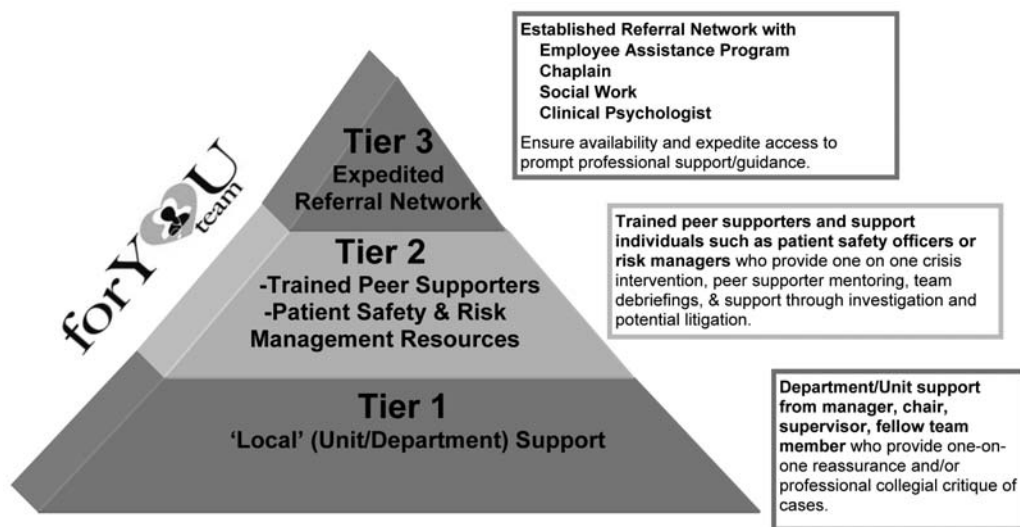 Established Referral Network with
Employee Assistance Program
Chaplain
Social Work
Clinical Psychologist
Ensure availability and expedite access to
prompt professional support/guidance.
Tier 3
Expedited
Referral Network
forYOU
team
Trained peer supporters and support
individuals such as patient safety officers or
risk managers who provide one on one crisis
intervention, peer supporter mentoring, team
debriefings, & support through investigation and
potential litigation.
Tier 2
-Trained Peer Supporters
-Patient Safety & Risk
Management Resources
Department/Unit support
from manager, chair,
supervisor, fellow team
member who provide one-on-
one reassurance and/or
professional collegial critique of
cases.
Tier 1
‘Local’ (Unit/Department) Support